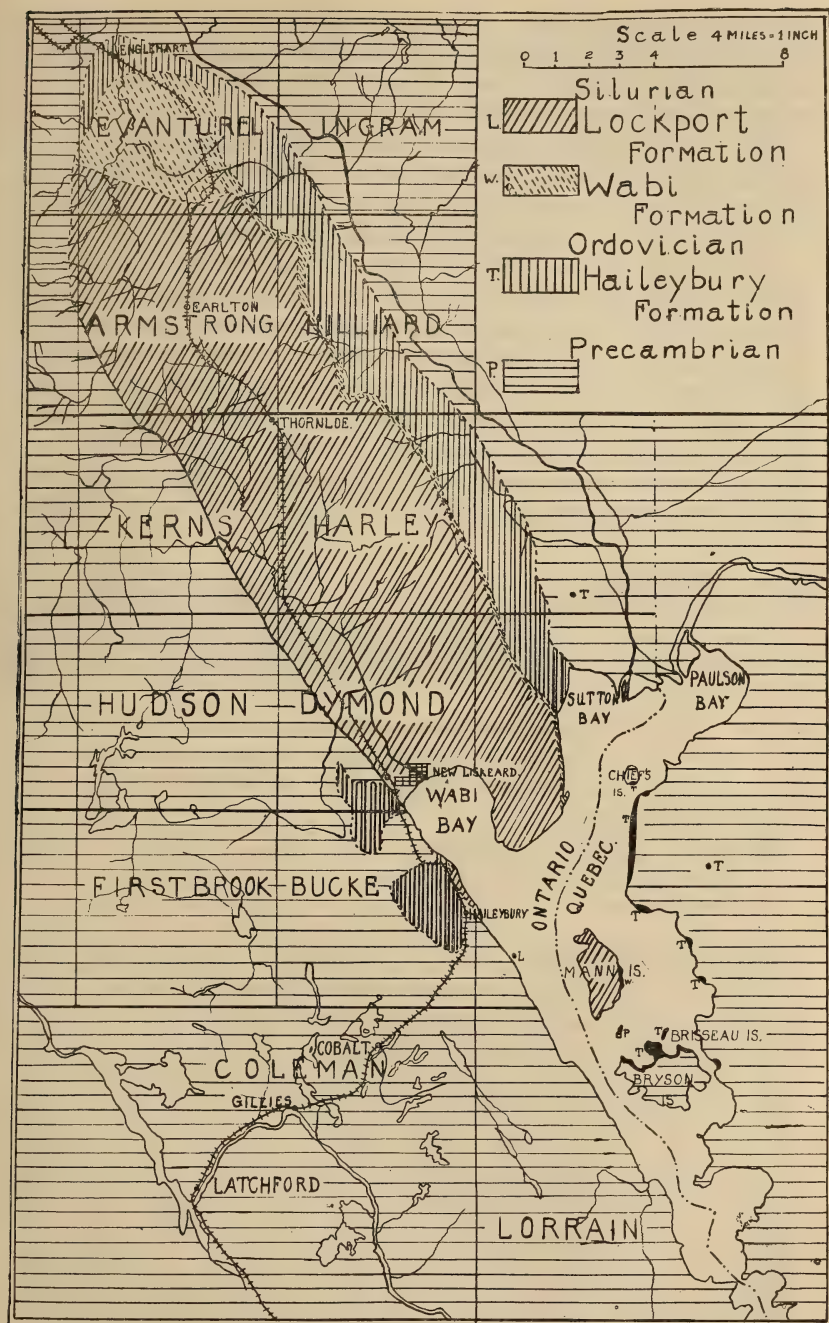 Scale 4 MILES = 1 INCH
0 1 2 3 4 8
Silurian
L. Lockport
Formation
W. Wabi
Formation
Ordovician
T. Haileybury
Formation
Precambrian
P.
ENGLEHART.
EVANTUREL INGRAM
EARLTON
ARMSTRONG HILLIARD
THORNLOE.
KERNS HARLEY
T
HUDSON DYMOND
SUTTON
BAY
PAULSON
BAY
NEW LISKEARD.
WABI
BAY
CHIEF'S
IS.
T
T
ONTARIO
QUEBEC.
T
FIRSTBROOK BUCKE
HAILEYBURY
T
T
L
MANN IS.
W
T
P
T
BRISSEAU IS.
T
BRYSON
IS
COBALT
COLEMAN
GILLIES
LATCHFORD
LORRAIN